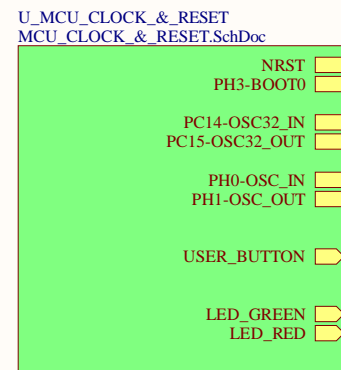 U_MCU_CLOCK_&_RESET
MCU_CLOCK_&_RESET.SchDoc
NRST
PH3-BOOT0
PC14-OSC32_IN
PC15-OSC32_OUT
PH0-OSC_IN
PH1-OSC_OUT
USER_BUTTON
LED_GREEN
LED_RED